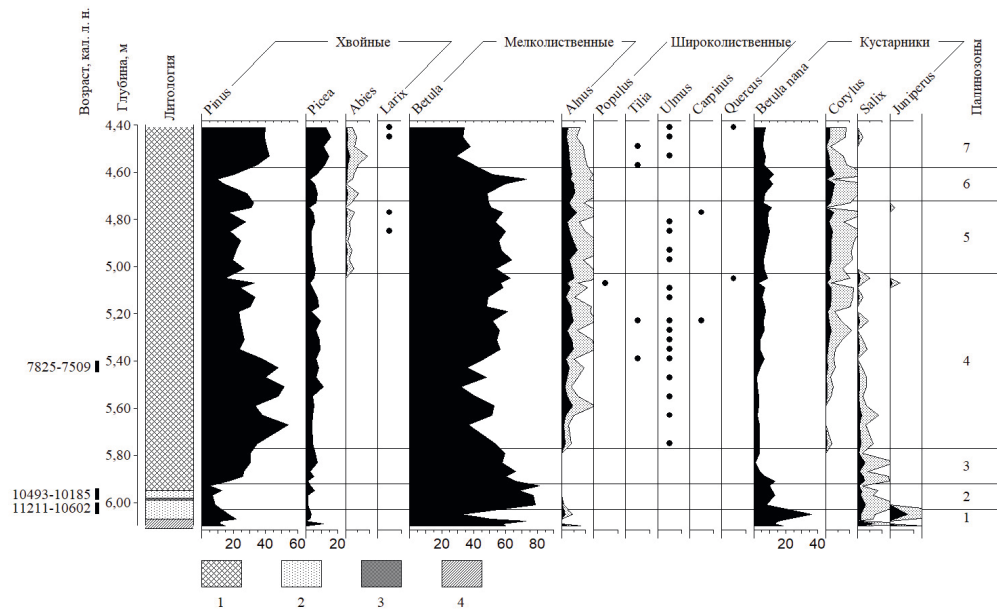 Хвойные Мелколиственные Широколиственные Кустарники
Возраст, кал. л. н.
Глубина, м
Литология
Pinus
Picea
Abies
Larix
Betula
Alnus
Populus
Tilia
Ulmus
Carpinus
Quercus
Betula nana
Corylus
Salix
Juniperus
Палинозоны
4,40
7
4,60
6
4,80
5
5,00
5,20
4
5,40
7825-7509
5,60
5,80
3
10493-10185
2
6,00
11211-10602
1
20 40 60 20 20 40 60 80 40
1 2 3 4